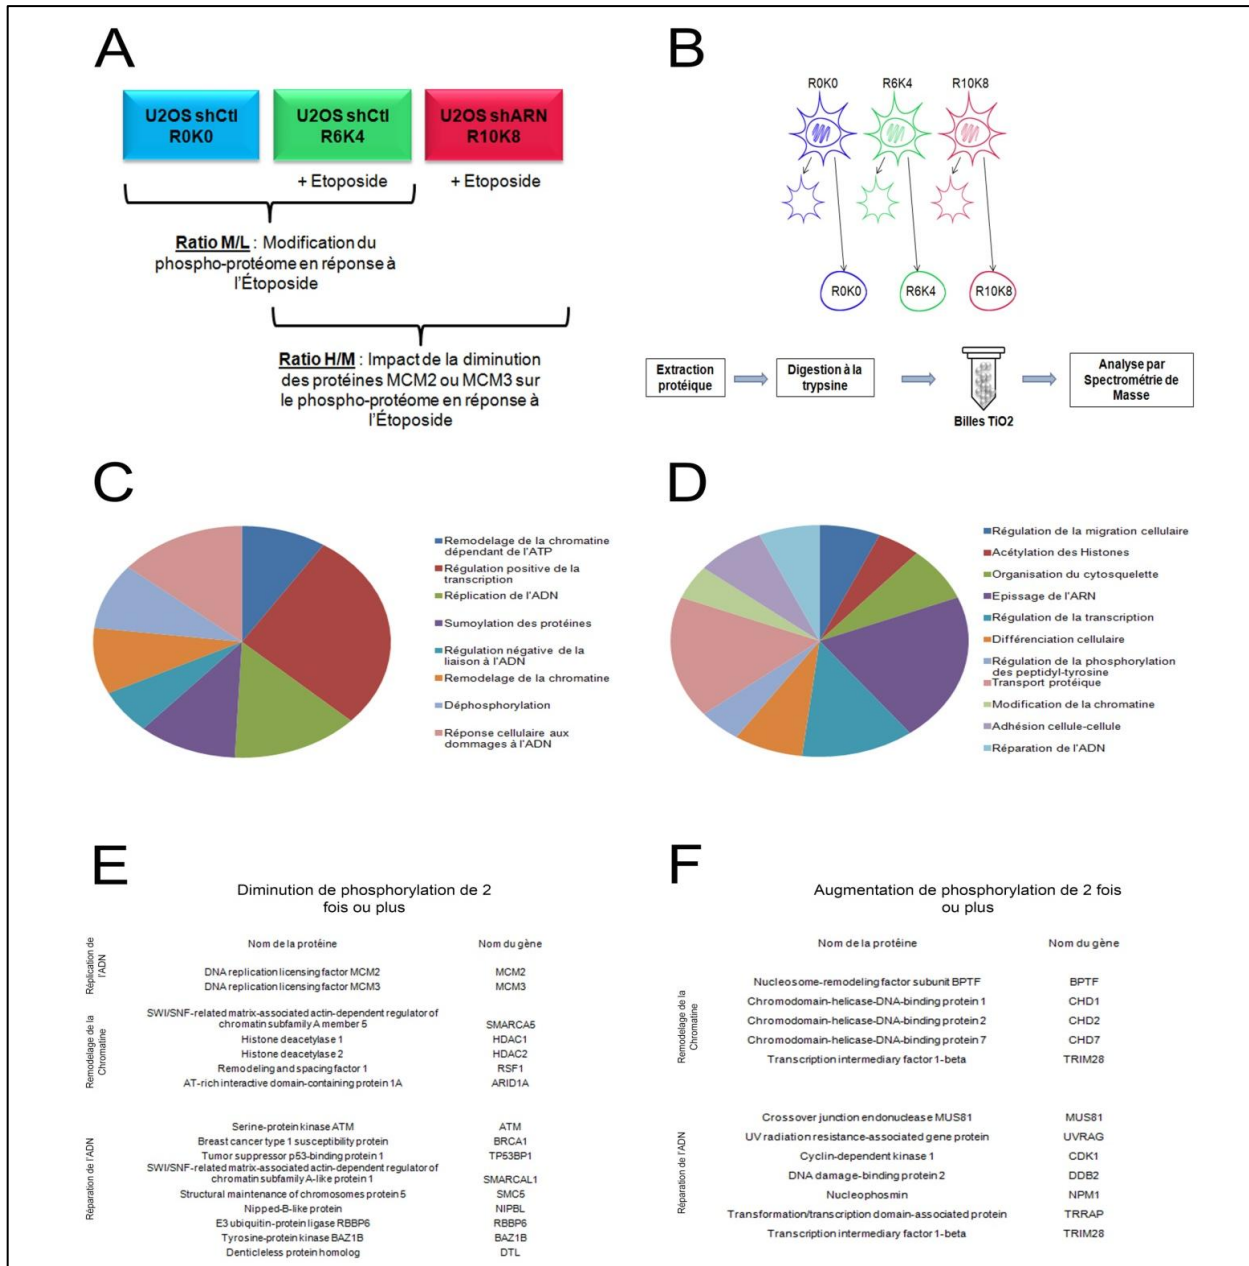 A
U2OS shCtl
R0K0
U2OS shCtl
R6K4
U2OS shARN
R10K8
+ Etoposide
+ Etoposide
Ratio M/L : Modification du
phospho-protéome en réponse à
l'Étoposide
Ratio H/M : Impact de la diminution
des protéines MCM2 ou MCM3 sur
le phospho-protéome en réponse à
l'Étoposide
B
R0K0
R6K4
R10K8
R0K0
R6K4
R10K8
Extraction
protéique
Digestion à la
trypsine
Billes TiO2
Analyse par
Spectrométrie de
Masse
C
Remodelage de la chromatine
dépendant de l'ATP
Régulation positive de la
transcription
Réplication de l'ADN
Sumoylation des protéines
Régulation négative de la
liaison à l'ADN
Remodelage de la chromatine
Déphosphorylation
Réponse cellulaire aux
dommages à l'ADN
D
Régulation de la migration cellulaire
Acétylation des Histones
Organisation du cytosquelette
Epissage de l'ARN
Régulation de la transcription
Différenciation cellulaire
Régulation de la phosphorylation
des peptidyl-tyrosine
Transport protéique
Modification de la chromatine
Adhésion cellule-cellule
Réparation de l'ADN
E
Diminution de phosphorylation de 2
fois ou plus
Nom de la protéine Nom du gène
Réplication de
l'ADN
DNA replication licensing factor MCM2 MCM2
DNA replication licensing factor MCM3 MCM3
Remodelage de la
Chromatine
SWI/SNF-related matrix-associated actin-dependent regulator of
chromatin subfamily A member 5 SMARCA5
Histone deacetylase 1 HDAC1
Histone deacetylase 2 HDAC2
Remodeling and spacing factor 1 RSF1
AT-rich interactive domain-containing protein 1A ARID1A
Réparation de l'ADN
Serine-protein kinase ATM ATM
Breast cancer type 1 susceptibility protein BRCA1
Tumor suppressor p53-binding protein 1 TP53BP1
SWI/SNF-related matrix-associated actin-dependent regulator of
chromatin subfamily A-like protein 1 SMARCAL1
Structural maintenance of chromosomes protein 5 SMC5
Nipped-B-like protein NIPBL
E3 ubiquitin-protein ligase RBBP6 RBBP6
Tyrosine-protein kinase BAZ1B BAZ1B
Denticleless protein homolog DTL
F
Augmentation de phosphorylation de 2 fois
ou plus
Nom de la protéine Nom du gène
Remodelage de la
Chromatine
Nucleosome-remodeling factor subunit BPTF BPTF
Chromodomain-helicase-DNA-binding protein 1 CHD1
Chromodomain-helicase-DNA-binding protein 2 CHD2
Chromodomain-helicase-DNA-binding protein 7 CHD7
Transcription intermediary factor 1-beta TRIM28
Réparation de l'ADN
Crossover junction endonuclease MUS81 MUS81
UV radiation resistance-associated gene protein UVRAG
Cyclin-dependent kinase 1 CDK1
DNA damage-binding protein 2 DDB2
Nucleophosmin NPM1
Transformation/transcription domain-associated protein TRRAP
Transcription intermediary factor 1-beta TRIM28